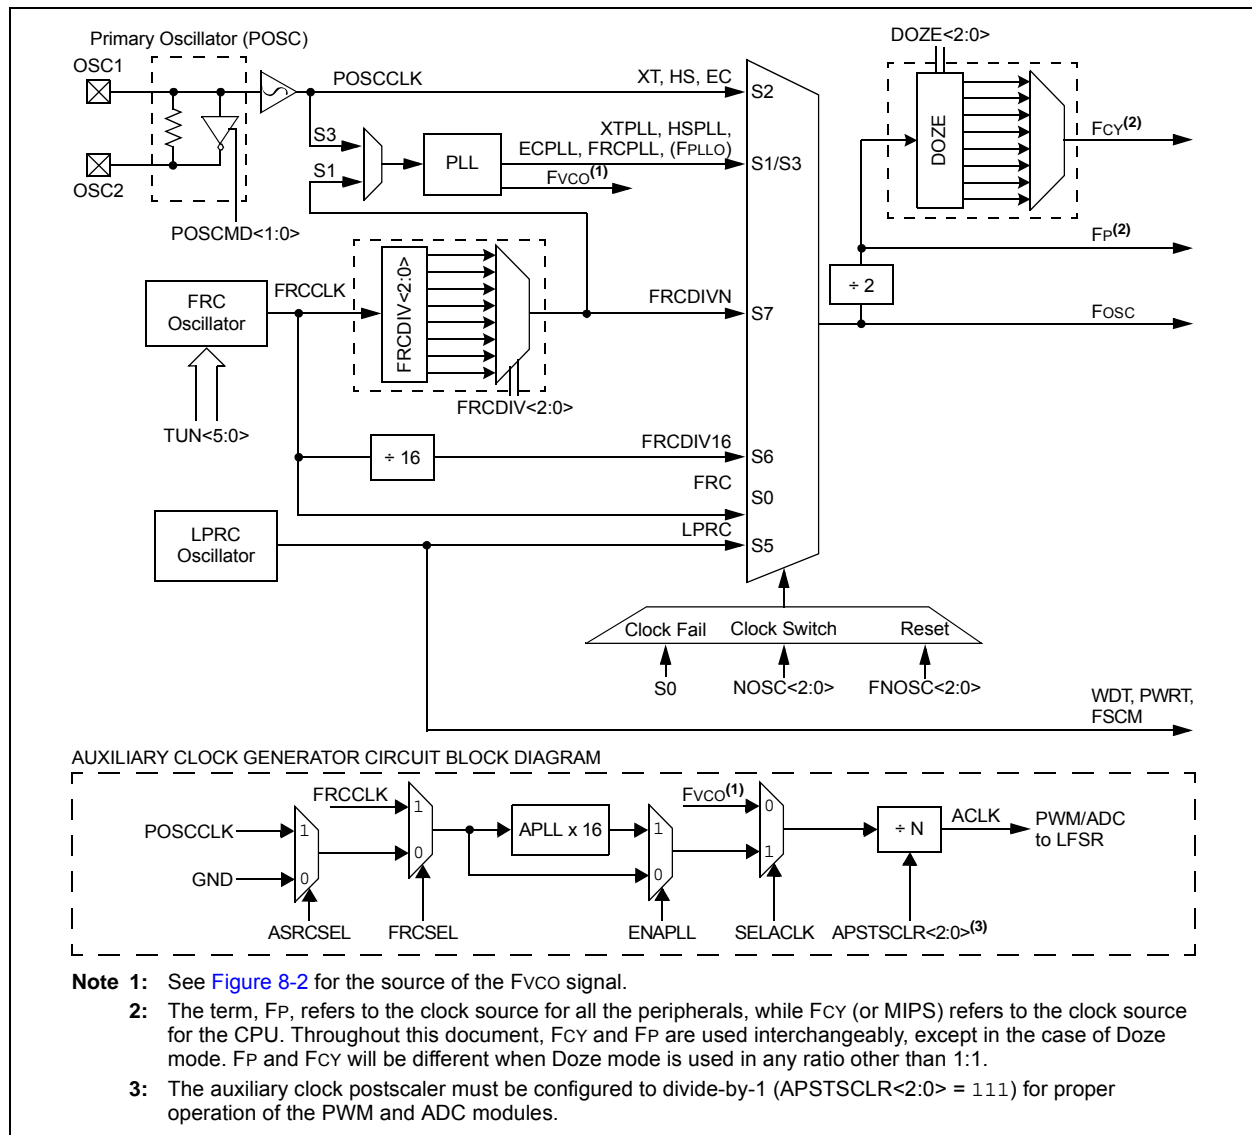 Primary Oscillator (POSC)
DOZE<2:0>
OSC1
POSCCLK
XT, HS, EC
S2
DOZE
FCY(2)
S3
XTPLL, HSPLL,
ECPLL, FRCPLL, (FPLLO)
PLL
S1/S3
S1
FVCO(1)
OSC2
POSCMD<1:0>
FP(2)
÷ 2
FRC
Oscillator
FRCCLK
FRCDIV<2:0>
FRCDIVN
S7
FOSC
FRCDIV<2:0>
TUN<5:0>
÷ 16
FRCDIV16
S6
FRC
S0
LPRC
Oscillator
LPRC
S5
Clock Fail
Clock Switch
Reset
S0
NOSC<2:0>
FNOSC<2:0>
WDT, PWRT,
FSCM
AUXILIARY CLOCK GENERATOR CIRCUIT BLOCK DIAGRAM
FRCCLK
1
FVCO(1)
0
POSCCLK
1
0
APLL x 16
1
1
÷ N
ACLK
PWM/ADC
to LFSR
GND
0
0
ASRCSEL
FRCSEL
ENAPLL
SELACLK
APSTSCLR<2:0>(3)
Note 1: See Figure 8-2 for the source of the FVCO signal.
2: The term, FP, refers to the clock source for all the peripherals, while FCY (or MIPS) refers to the clock source
for the CPU. Throughout this document, FCY and FP are used interchangeably, except in the case of Doze
mode. FP and FCY will be different when Doze mode is used in any ratio other than 1:1.
3: The auxiliary clock postscaler must be configured to divide-by-1 (APSTSCLR<2:0> = 111) for proper
operation of the PWM and ADC modules.